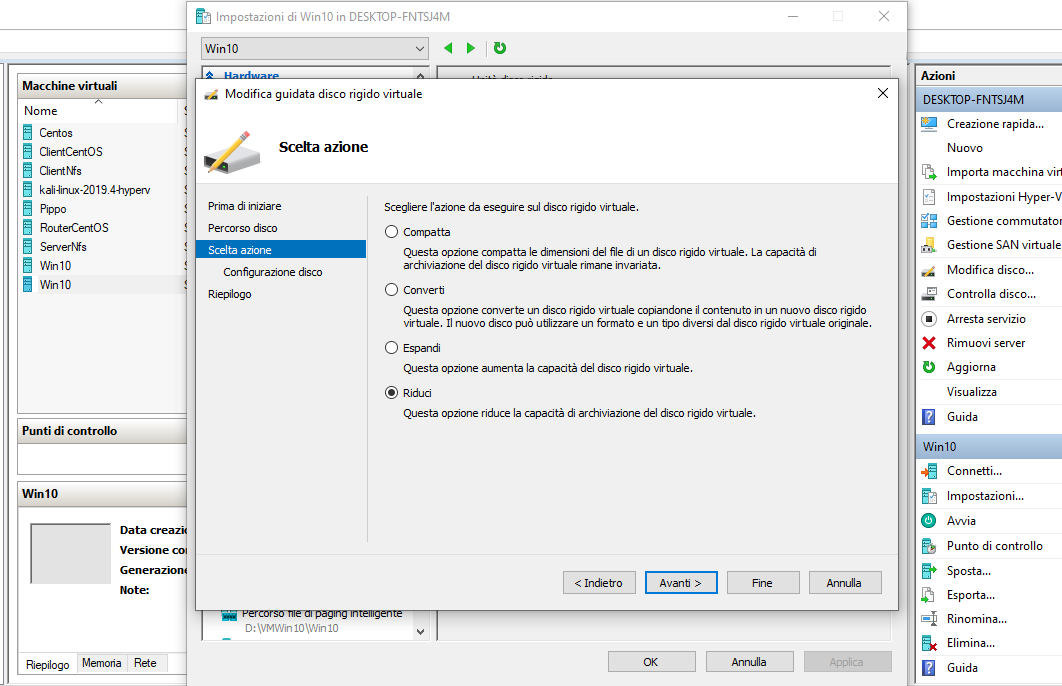 Impostazioni di Win10 in DESKTOP-FNTSJ4M
Win10
Hardware
Modifica guidata disco rigido virtuale
Scelta azione
Prima di iniziare
Percorso disco
Scelta azione
Configurazione disco
Riepilogo
Scegliere l'azione da eseguire sul disco rigido virtuale.
Compatta
Questa opzione compatta le dimensioni del file di un disco rigido virtuale. La capacità di
archiviazione del disco rigido virtuale rimane invariata.
Converti
Questa opzione converte un disco rigido virtuale copiandone il contenuto in un nuovo disco rigido
virtuale. Il nuovo disco può utilizzare un formato e un tipo diversi dal disco rigido virtuale originale.
Espandi
Questa opzione aumenta la capacità del disco rigido virtuale.
Riduci
Questa opzione riduce la capacità di archiviazione del disco rigido virtuale.
< Indietro
Avanti >
Fine
Annulla
Percorso file di paging intelligente
D:\VMWin10\Win10
OK
Annulla
Applica
Macchine virtuali
Nome
Centos
ClientCentOS
ClientNfs
kali-linux-2019.4-hyperv
Pippo
RouterCentOS
ServerNfs
Win10
Win10
Punti di controllo
Win10
Data creazi
Versione co
Generazione
Note:
Riepilogo
Memoria
Rete
Azioni
DESKTOP-FNTSJ4M
Creazione rapida...
Nuovo
Importa macchina virt
Impostazioni Hyper-V
Gestione commutator
Gestione SAN virtuale
Modifica disco...
Controlla disco...
Arresta servizio
Rimuovi server
Aggiorna
Visualizza
Guida
Win10
Connetti...
Impostazioni...
Avvia
Punto di controllo
Sposta...
Esporta...
Rinomina...
Elimina...
Guida